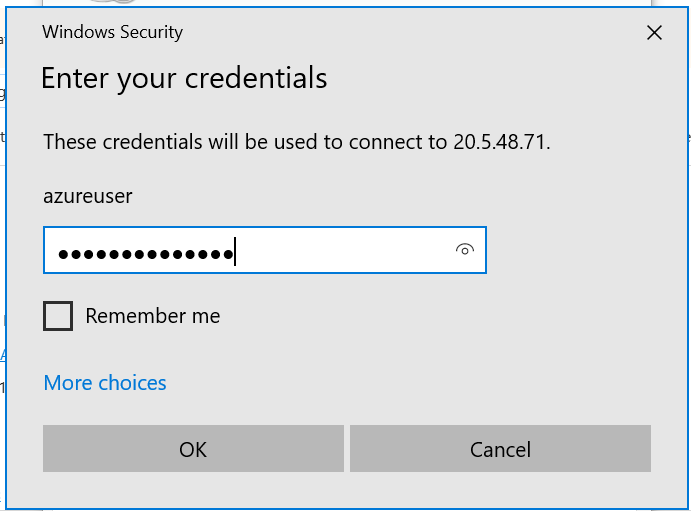 Windows Security
Enter your credentials
These credentials will be used to connect to 20.5.48.71.
azureuser
●●●●●●●●●●●●●●
Remember me
More choices
OK
Cancel